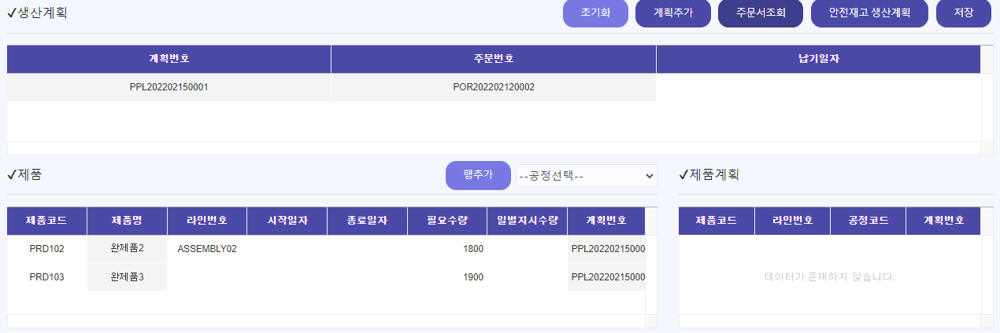 ✓생산계획 초기화 계획추가 주문서조회 안전재고 생산계획 저장
계획번호 주문번호 납기일자
PPL202202150001 POR202202120002
✓제품 행추가 --공정선택-- ✓제품계획
제품코드 제품명 라인번호 시작일자 종료일자 필요수량 일별지시수량 계획번호 제품코드 라인번호 공정코드 계획번호
PRD102 완제품2 ASSEMBLY02 1800 PPL20220215000
PRD103 완제품3 1900 PPL20220215000
데이터가 존재하지 않습니다.